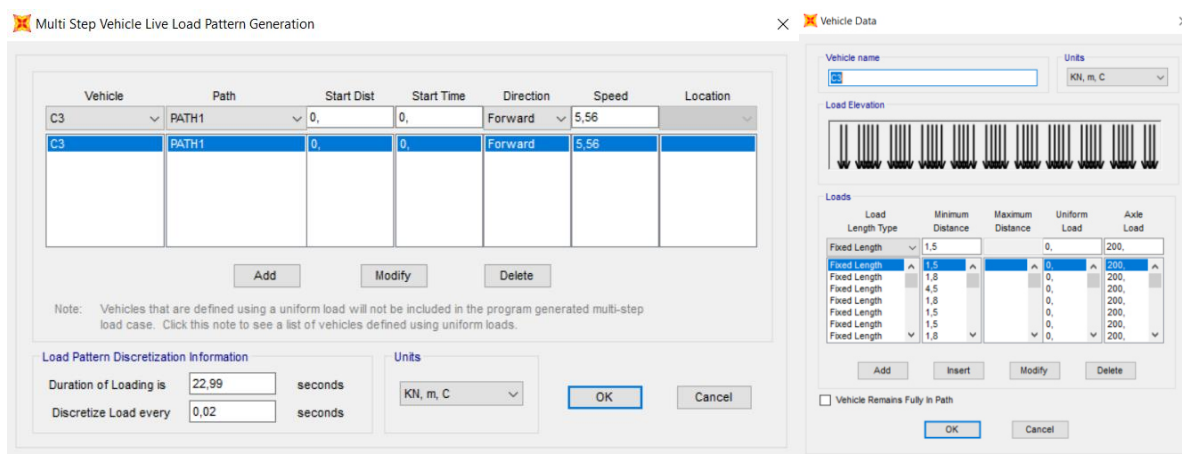 Multi Step Vehicle Live Load Pattern Generation
Vehicle Path Start Dist Start Time Direction Speed Location
C3 PATH1 0, 0, Forward 5,56
C3 PATH1 0, 0, Forward 5,56
Add Modify Delete
Note: Vehicles that are defined using a uniform load will not be included in the program generated multi-step
load case. Click this note to see a list of vehicles defined using uniform loads.
Load Pattern Discretization Information
Duration of Loading is 22,99 seconds
Discretize Load every 0,02 seconds
Units
KN, m, C
OK Cancel
Vehicle Data
Vehicle name
C3
Units
KN, m, C
Load Elevation
Loads
Load Minimum Maximum Uniform Axle
Length Type Distance Distance Load Load
Fixed Length 1,5 0, 200,
Fixed Length 1,5 0, 200,
Fixed Length 1,8 0, 200,
Fixed Length 4,5 0, 200,
Fixed Length 1,8 0, 200,
Fixed Length 1,5 0, 200,
Fixed Length 1,5 0, 200,
Fixed Length 1,8 0, 200,
Add Insert Modify Delete
Vehicle Remains Fully In Path
OK Cancel